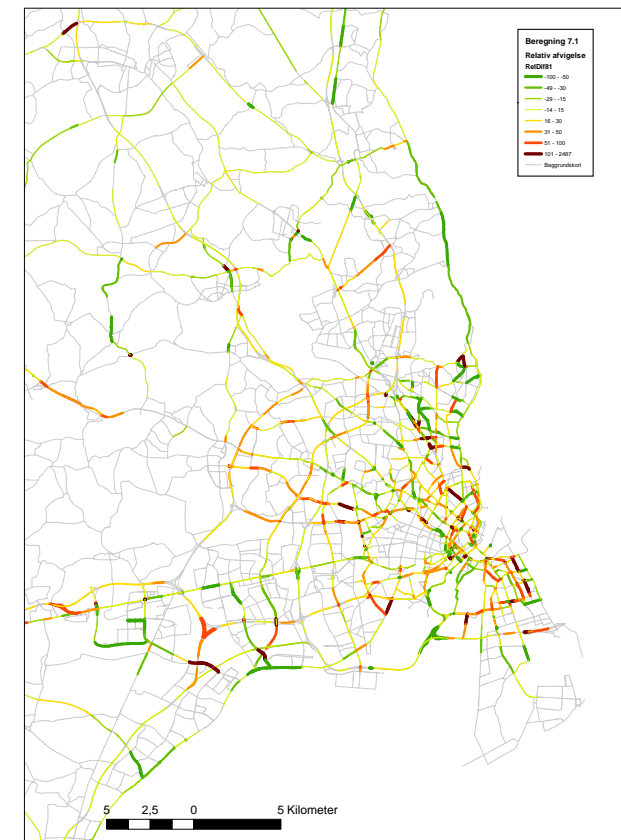 Beregning 7.1
Relativ afvigelse
RelDif81
-100 - -50
-49 - -30
-29 - -15
-14 - 15
16 - 30
31 - 50
51 - 100
101 - 2487
Baggrundskort
5 2,5 0 5 Kilometer